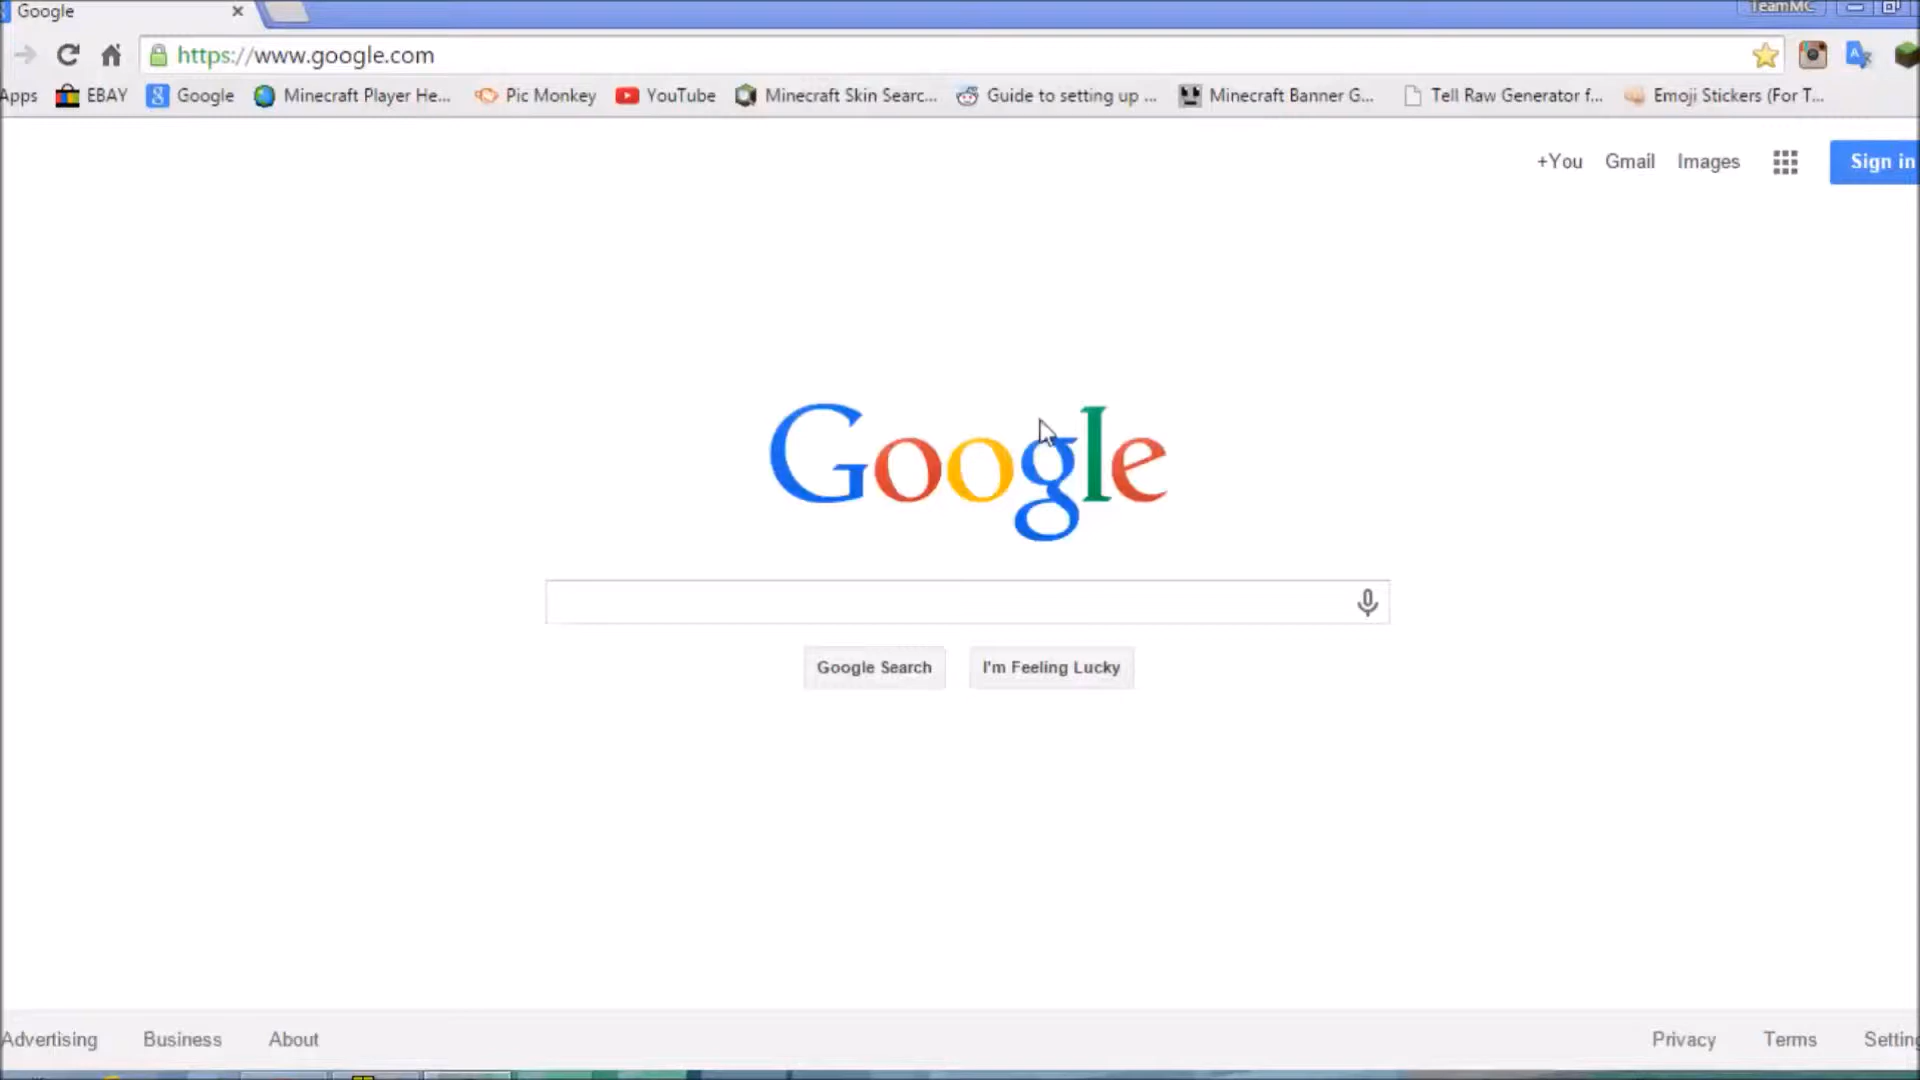 Google
TeamMC
https://www.google.com
Apps EBAY Google Minecraft Player He... Pic Monkey YouTube Minecraft Skin Searc... Guide to setting up ... Minecraft Banner G... Tell Raw Generator f... Emoji Stickers (For T...
+You Gmail Images Sign in
Google
Google Search I'm Feeling Lucky
Advertising Business About Privacy Terms Setting